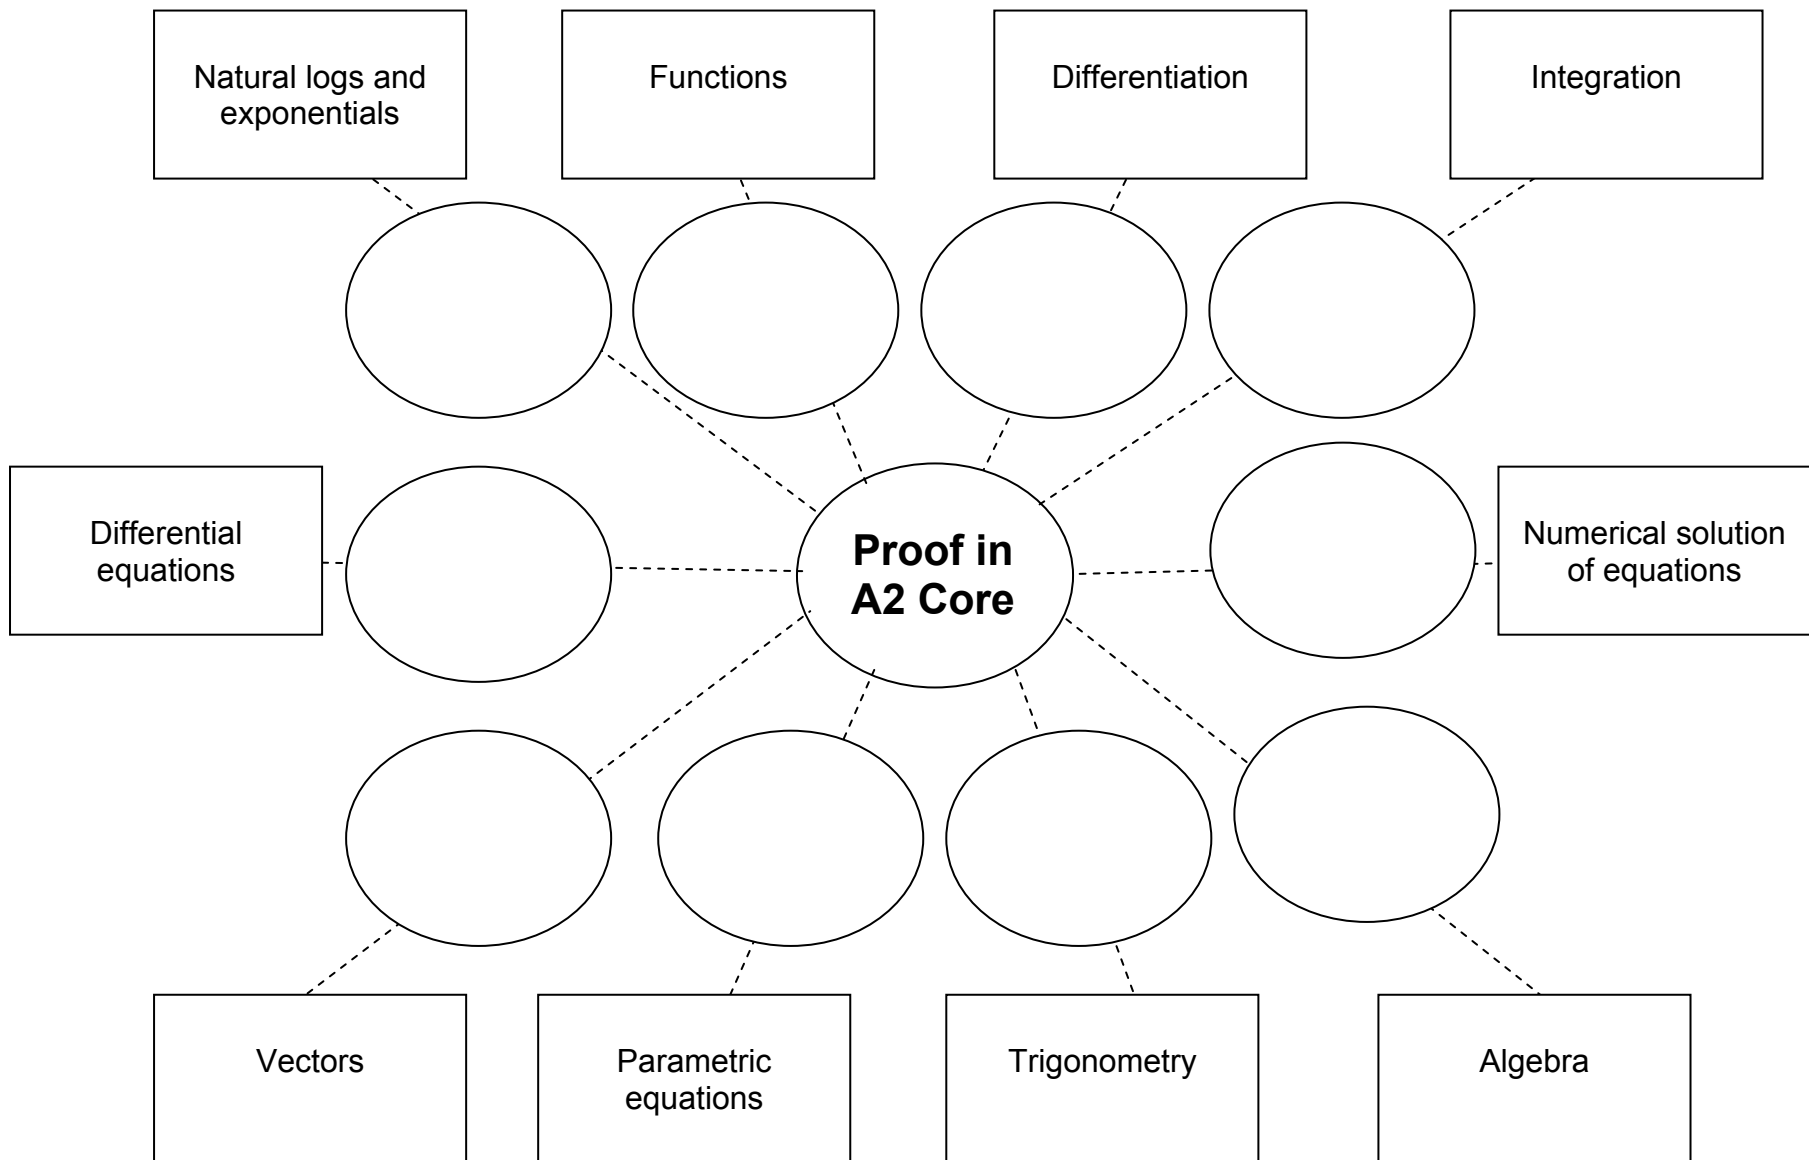 Natural logs and
exponentials
Functions
Differentiation
Integration
Differential
equations
Proof in
A2 Core
Numerical solution
of equations
Vectors
Parametric
equations
Trigonometry
Algebra